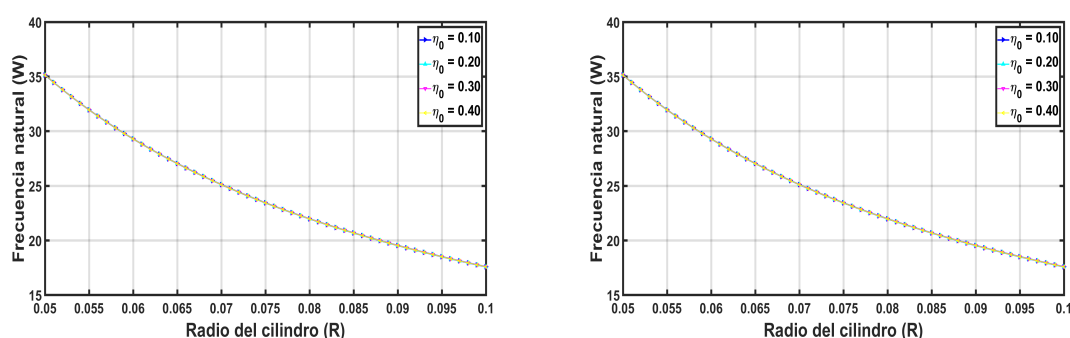 40
35
30
25
20
15
Frecuencia natural (W)
η0 = 0.10
η0 = 0.20
η0 = 0.30
η0 = 0.40
0.05 0.055 0.06 0.065 0.07 0.075 0.08 0.085 0.09 0.095 0.1
Radio del cilindro (R)
40
35
30
25
20
15
Frecuencia natural (W)
η0 = 0.10
η0 = 0.20
η0 = 0.30
η0 = 0.40
0.05 0.055 0.06 0.065 0.07 0.075 0.08 0.085 0.09 0.095 0.1
Radio del cilindro (R)